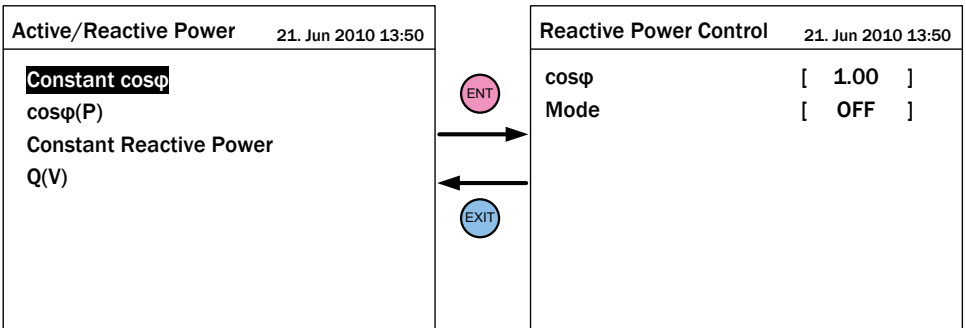 Active/Reactive Power 21. Jun 2010 13:50
Constant cosφ
cosφ(P)
Constant Reactive Power
Q(V)
ENT
EXIT
Reactive Power Control 21. Jun 2010 13:50
cosφ [ 1.00 ]
Mode [ OFF ]